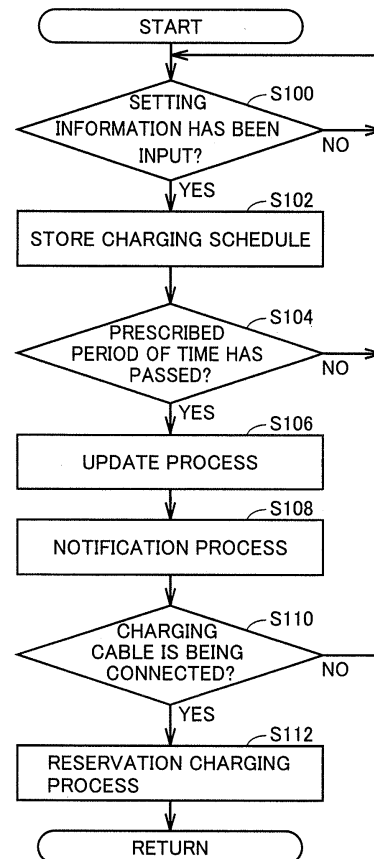 START
S100
SETTING
INFORMATION HAS BEEN
INPUT?
NO
YES
S102
STORE CHARGING SCHEDULE
S104
PRESCRIBED
PERIOD OF TIME HAS
PASSED?
NO
YES
S106
UPDATE PROCESS
S108
NOTIFICATION PROCESS
S110
CHARGING
CABLE IS BEING
CONNECTED?
NO
YES
S112
RESERVATION CHARGING
PROCESS
RETURN